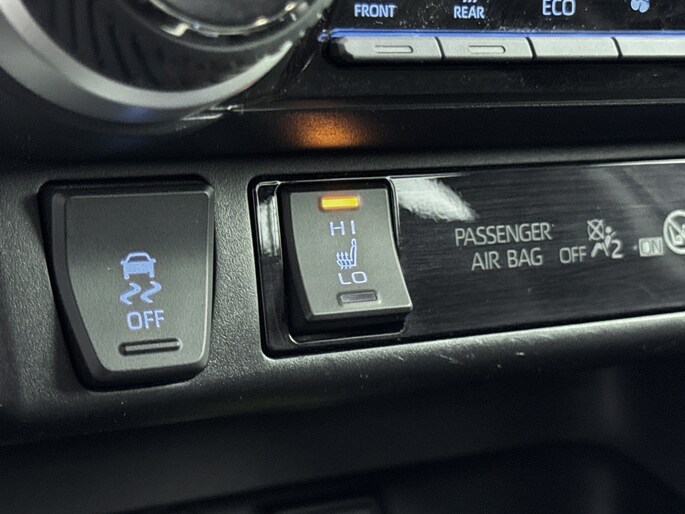 FRONT
REAR
ECO
HI
LO
OFF
PASSENGER
AIR BAG
OFF
2
ON